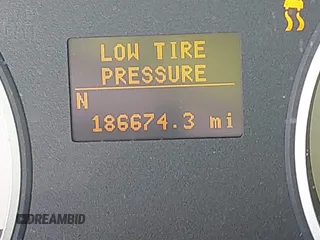 LOW TIRE
PRESSURE
N
186674.3 mi
DREAMBID